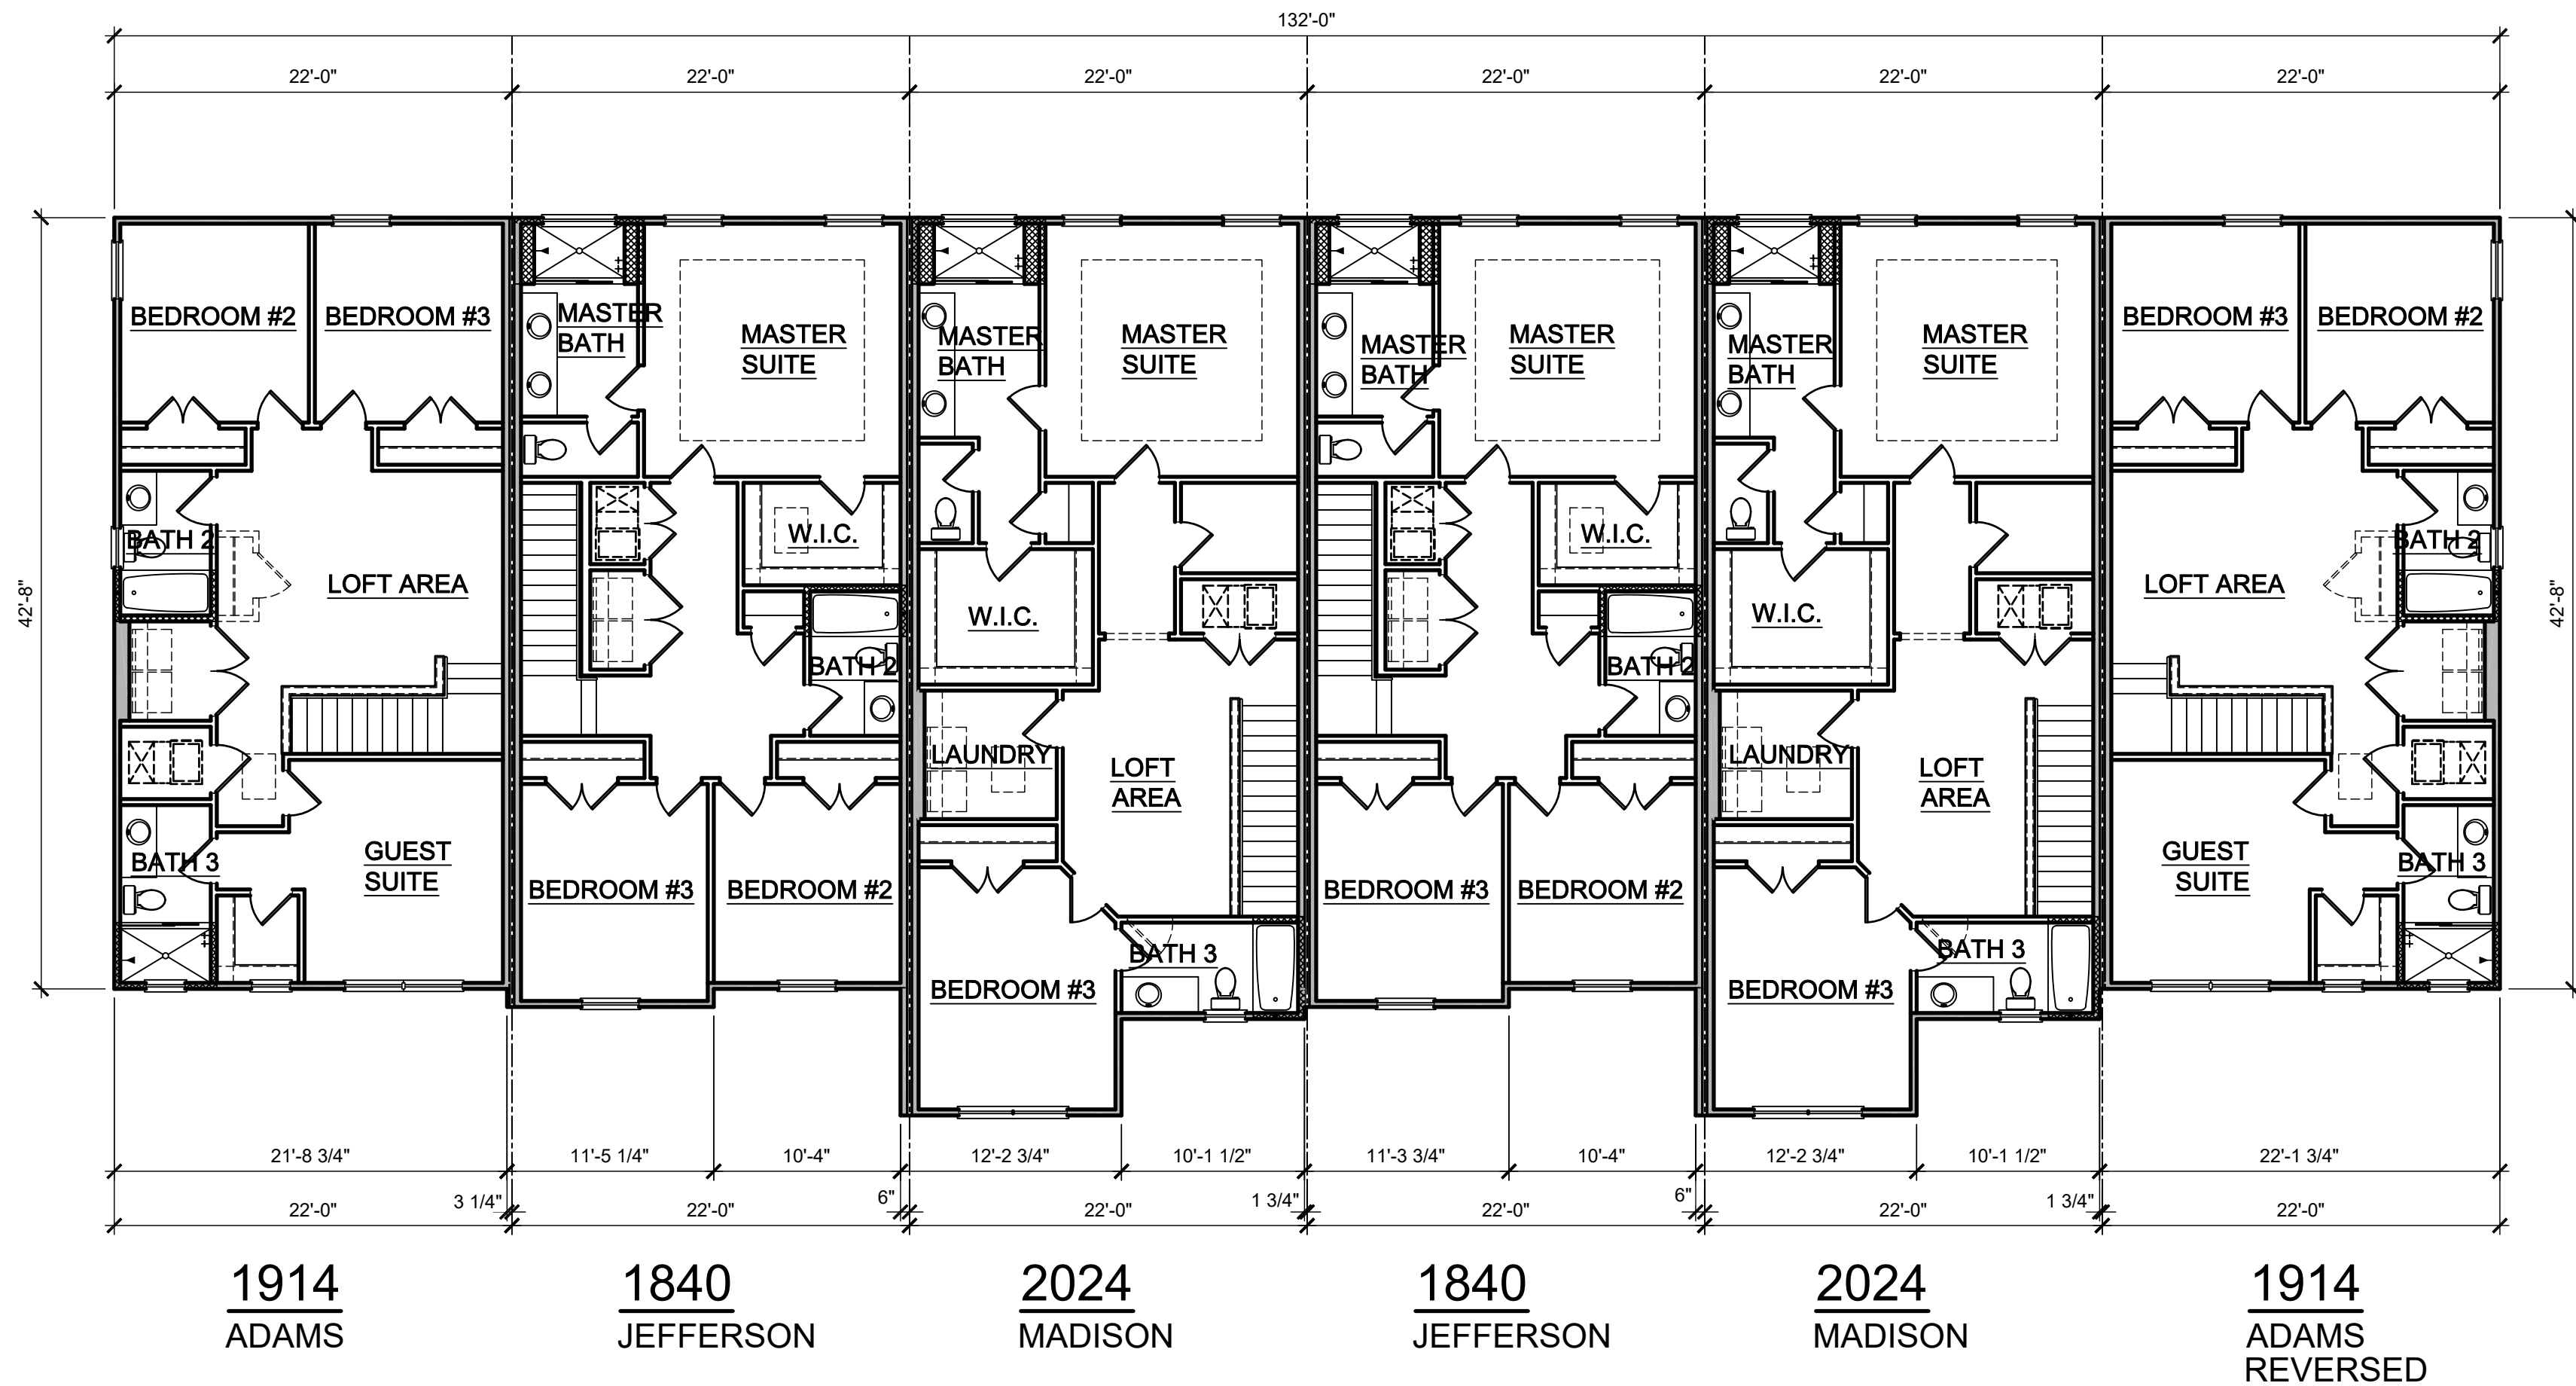 132'-0"
22'-0" 22'-0" 22'-0" 22'-0" 22'-0" 22'-0"
42'-8"
BEDROOM #2
BEDROOM #3
BATH 2
LOFT AREA
BATH 3
GUEST
SUITE
MASTER
BATH
MASTER
SUITE
W.I.C.
BATH 2
BEDROOM #3
BEDROOM #2
MASTER
BATH
MASTER
SUITE
W.I.C.
LAUNDRY
LOFT
AREA
BATH 3
BEDROOM #3
MASTER
BATH
MASTER
SUITE
W.I.C.
BATH 2
BEDROOM #3
BEDROOM #2
MASTER
BATH
MASTER
SUITE
W.I.C.
LAUNDRY
LOFT
AREA
BATH 3
BEDROOM #3
BEDROOM #3
BEDROOM #2
LOFT AREA
BATH 2
GUEST
SUITE
BATH 3
42'-8"
21'-8 3/4" 11'-5 1/4" 10'-4" 12'-2 3/4" 10'-1 1/2" 11'-3 3/4" 10'-4" 12'-2 3/4" 10'-1 1/2" 22'-1 3/4"
3 1/4" 6" 1 3/4" 6" 1 3/4"
22'-0" 22'-0" 22'-0" 22'-0" 22'-0" 22'-0"
1914
ADAMS
1840
JEFFERSON
2024
MADISON
1840
JEFFERSON
2024
MADISON
1914
ADAMS
REVERSED